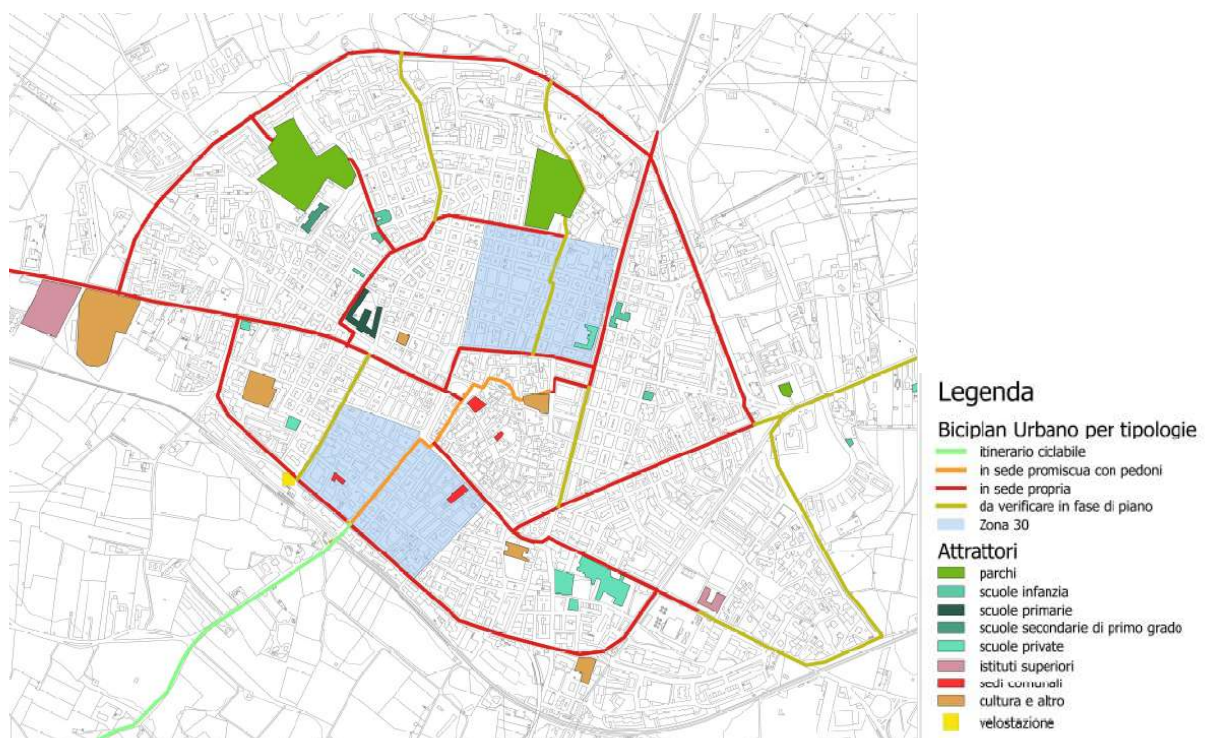 Legenda
Biciplan Urbano per tipologie
itinerario ciclabile
in sede promiscua con pedoni
in sede propria
da verificare in fase di piano
Zona 30
Attrattori
parchi
scuole infanzia
scuole primarie
scuole secondarie di primo grado
scuole private
istituti superiori
sedi comunali
cultura e altro
velostazione